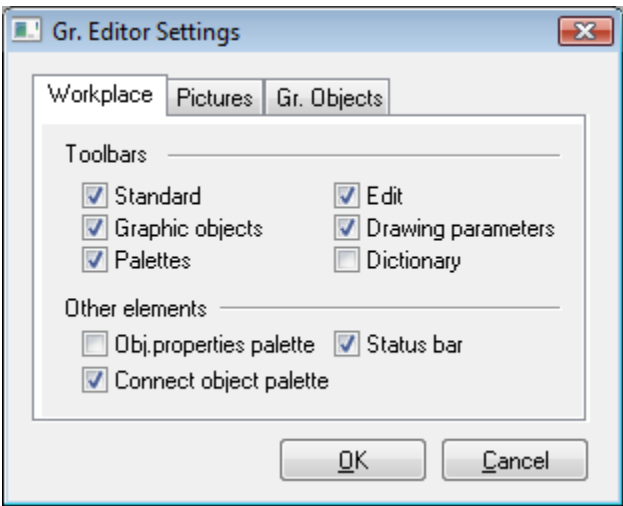 Gr. Editor Settings
Workplace Pictures Gr. Objects
Toolbars
Standard Edit
Graphic objects Drawing parameters
Palettes Dictionary
Other elements
Obj.properties palette Status bar
Connect object palette
OK Cancel